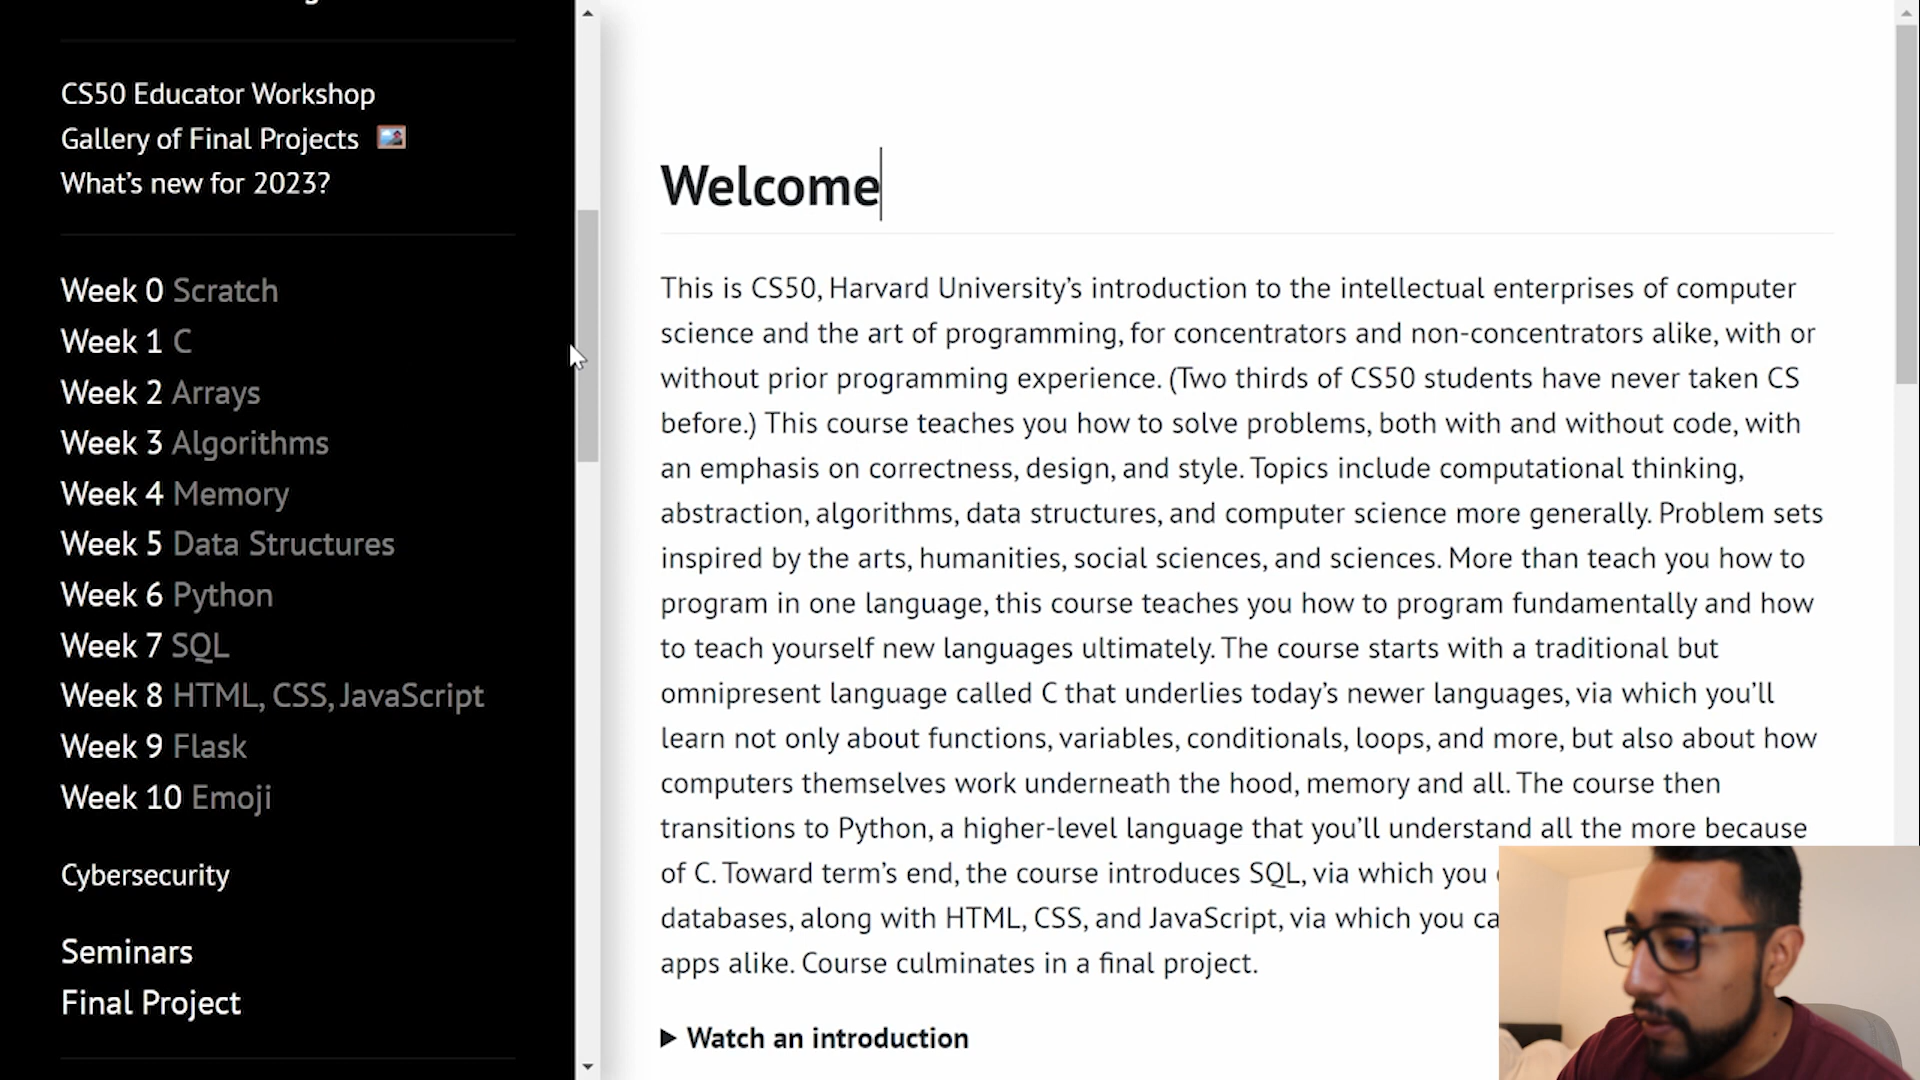 CS50 Educator Workshop
Gallery of Final Projects
What’s new for 2023?
Week 0 Scratch
Week 1 C
Week 2 Arrays
Week 3 Algorithms
Week 4 Memory
Week 5 Data Structures
Week 6 Python
Week 7 SQL
Week 8 HTML, CSS, JavaScript
Week 9 Flask
Week 10 Emoji
Cybersecurity
Seminars
Final Project
Welcome
This is CS50, Harvard University’s introduction to the intellectual enterprises of computer
science and the art of programming, for concentrators and non-concentrators alike, with or
without prior programming experience. (Two thirds of CS50 students have never taken CS
before.) This course teaches you how to solve problems, both with and without code, with
an emphasis on correctness, design, and style. Topics include computational thinking,
abstraction, algorithms, data structures, and computer science more generally. Problem sets
inspired by the arts, humanities, social sciences, and sciences. More than teach you how to
program in one language, this course teaches you how to program fundamentally and how
to teach yourself new languages ultimately. The course starts with a traditional but
omnipresent language called C that underlies today’s newer languages, via which you’ll
learn not only about functions, variables, conditionals, loops, and more, but also about how
computers themselves work underneath the hood, memory and all. The course then
transitions to Python, a higher-level language that you’ll understand all the more because
of C. Toward term’s end, the course introduces SQL, via which you
databases, along with HTML, CSS, and JavaScript, via which you
apps alike. Course culminates in a final project.
▶ Watch an introduction